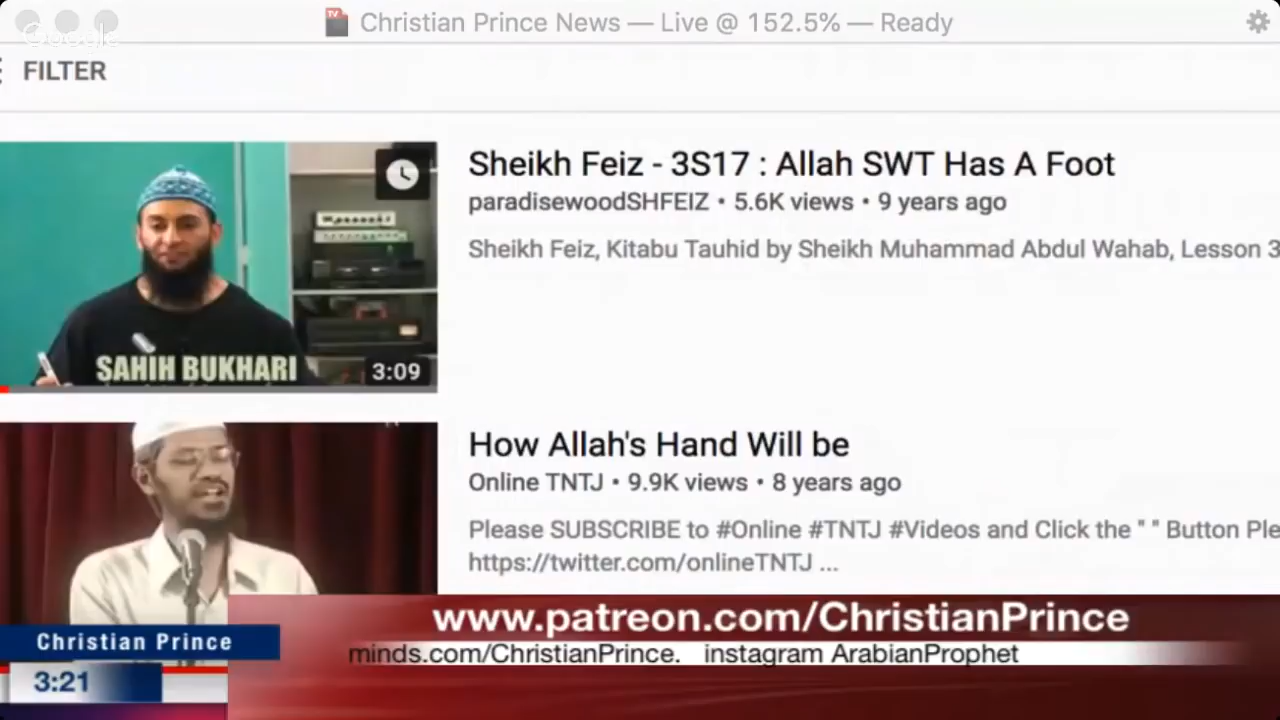 Christian Prince News — Live @ 152.5% — Ready
Google
FILTER
Sheikh Feiz - 3S17 : Allah SWT Has A Foot
paradisewoodSHFEIZ • 5.6K views • 9 years ago
Sheikh Feiz, Kitabu Tauhid by Sheikh Muhammad Abdul Wahab, Lesson 3
SAHIH BUKHARI
3:09
How Allah's Hand Will be
Online TNTJ • 9.9K views • 8 years ago
Please SUBSCRIBE to #Online #TNTJ #Videos and Click the " " Button Ple
https://twitter.com/onlineTNTJ ...
www.patreon.com/ChristianPrince
Christian Prince
minds.com/ChristianPrince. instagram ArabianProphet
3:21